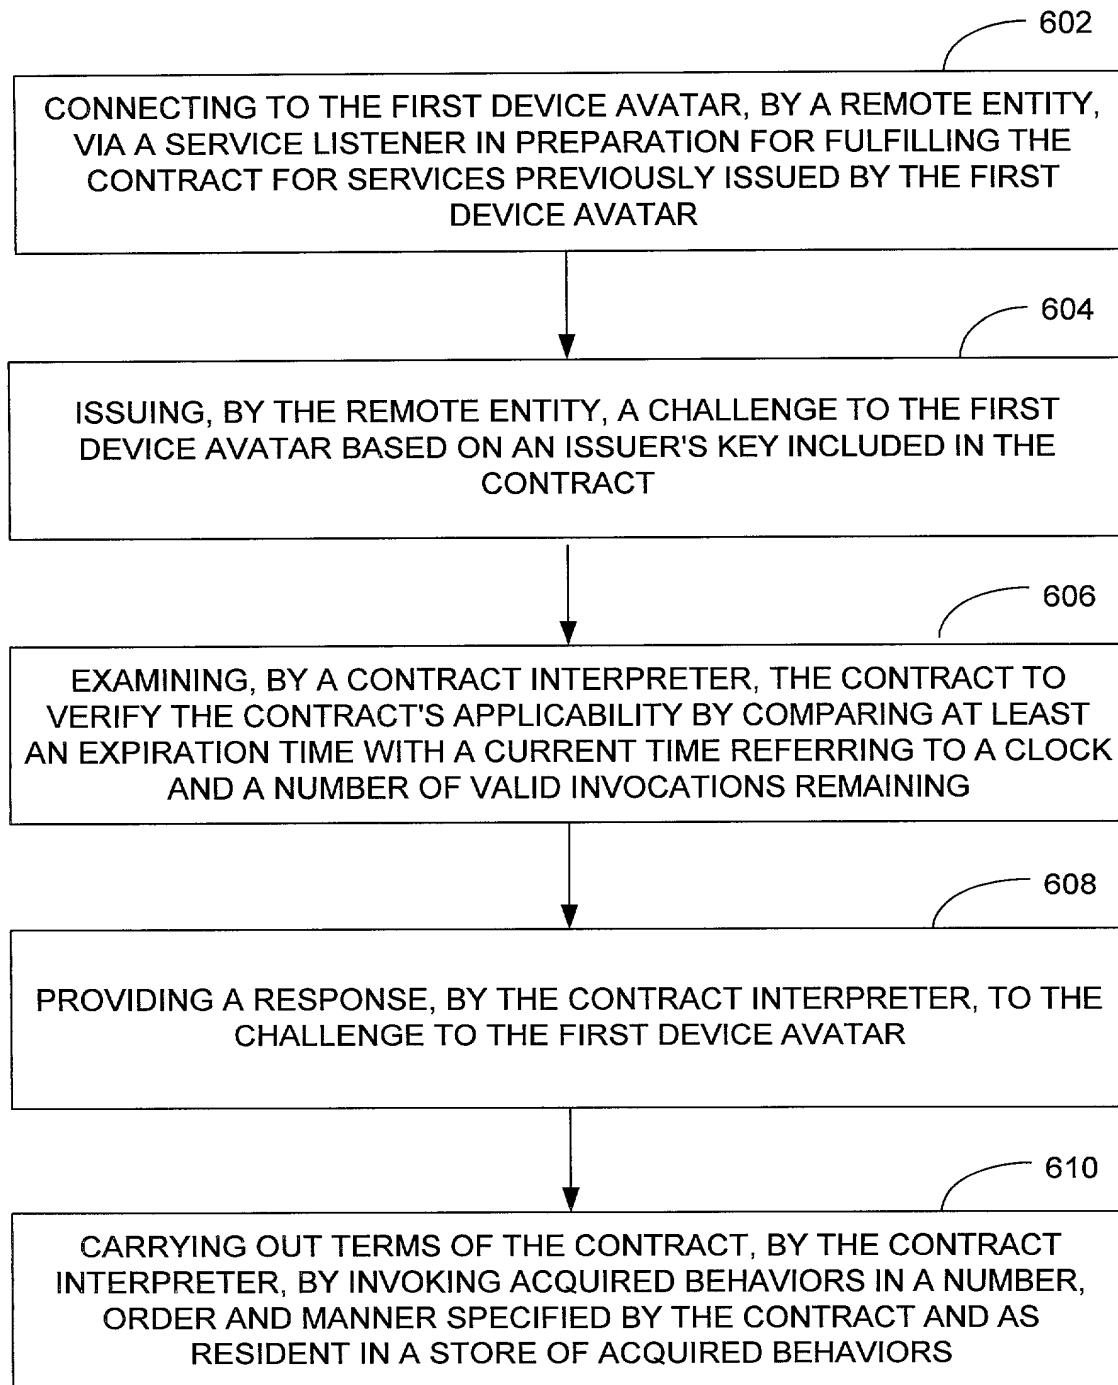 602
CONNECTING TO THE FIRST DEVICE AVATAR, BY A REMOTE ENTITY,
VIA A SERVICE LISTENER IN PREPARATION FOR FULFILLING THE
CONTRACT FOR SERVICES PREVIOUSLY ISSUED BY THE FIRST
DEVICE AVATAR
604
ISSUING, BY THE REMOTE ENTITY, A CHALLENGE TO THE FIRST
DEVICE AVATAR BASED ON AN ISSUER'S KEY INCLUDED IN THE
CONTRACT
606
EXAMINING, BY A CONTRACT INTERPRETER, THE CONTRACT TO
VERIFY THE CONTRACT'S APPLICABILITY BY COMPARING AT LEAST
AN EXPIRATION TIME WITH A CURRENT TIME REFERRING TO A CLOCK
AND A NUMBER OF VALID INVOCATIONS REMAINING
608
PROVIDING A RESPONSE, BY THE CONTRACT INTERPRETER, TO THE
CHALLENGE TO THE FIRST DEVICE AVATAR
610
CARRYING OUT TERMS OF THE CONTRACT, BY THE CONTRACT
INTERPRETER, BY INVOKING ACQUIRED BEHAVIORS IN A NUMBER,
ORDER AND MANNER SPECIFIED BY THE CONTRACT AND AS
RESIDENT IN A STORE OF ACQUIRED BEHAVIORS